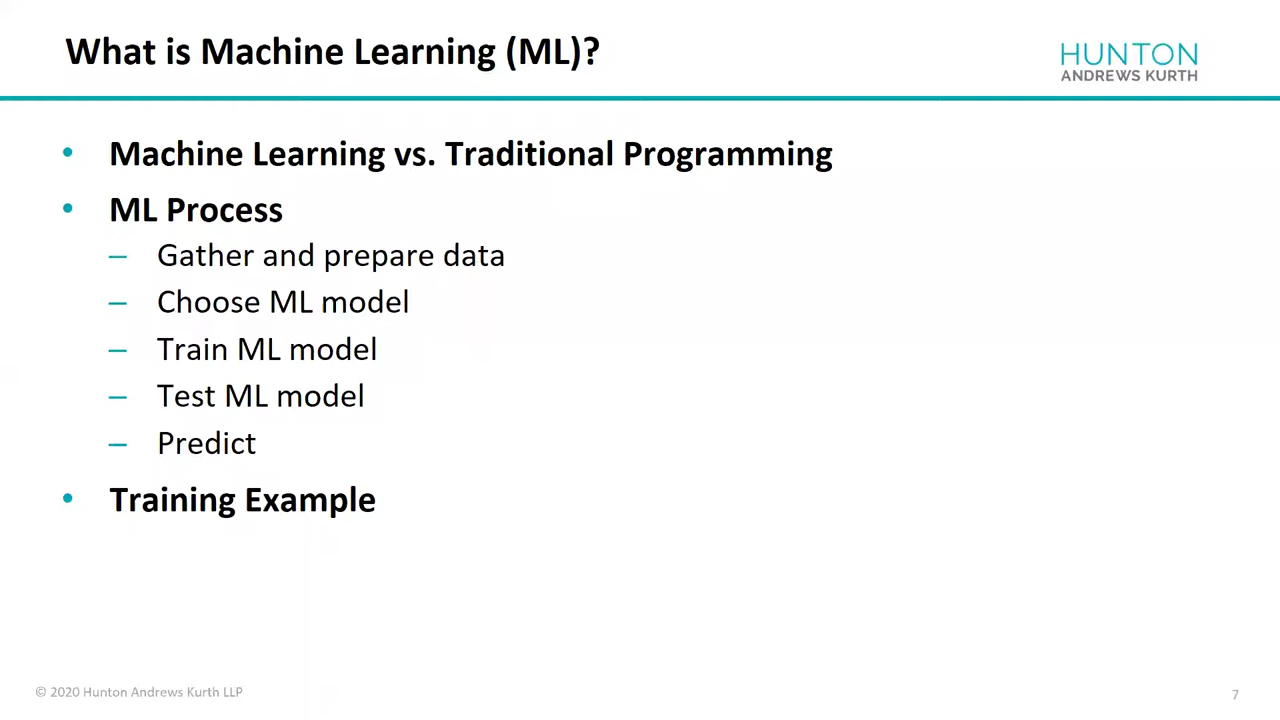 What is Machine Learning (ML)?
HUNTON
ANDREWS KURTH
• Machine Learning vs. Traditional Programming
• ML Process
– Gather and prepare data
– Choose ML model
– Train ML model
– Test ML model
– Predict
• Training Example
© 2020 Hunton Andrews Kurth LLP
7